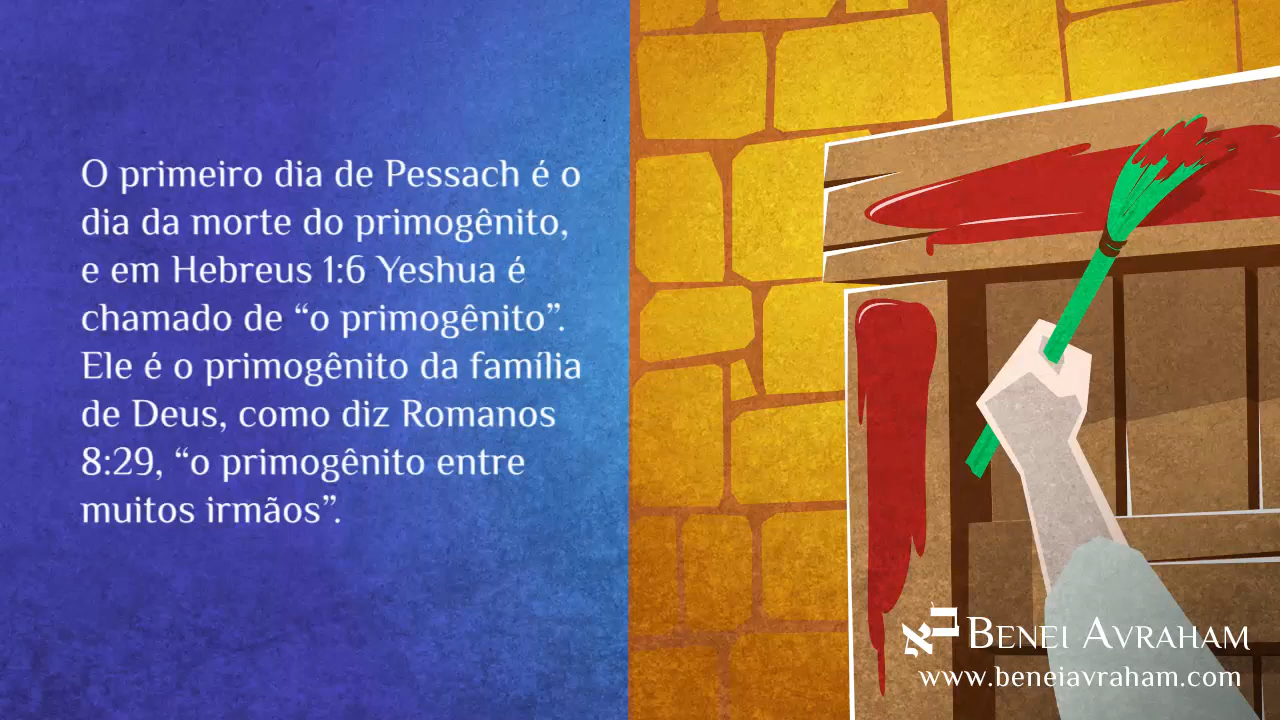 O primeiro dia de Pessach é o
dia da morte do primogênito,
e em Hebreus 1:6 Yeshua é
chamado de “o primogênito”.
Ele é o primogênito da família
de Deus, como diz Romanos
8:29, “o primogênito entre
muitos irmãos”.
בא BENEI AVRAHAM
www.beneiavraham.com